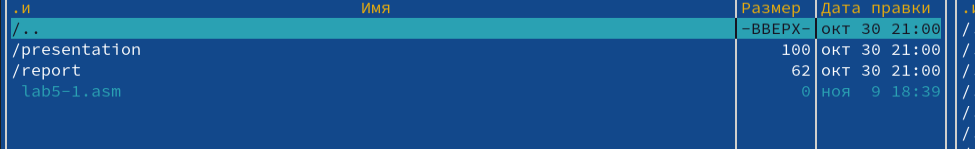 .и Имя Размер Дата правки .и
/.. -ВВЕРХ- окт 30 21:00 /
/presentation 100 окт 30 21:00 /
/report 62 окт 30 21:00 /
lab5-1.asm 0 ноя 9 18:39 /
/
/